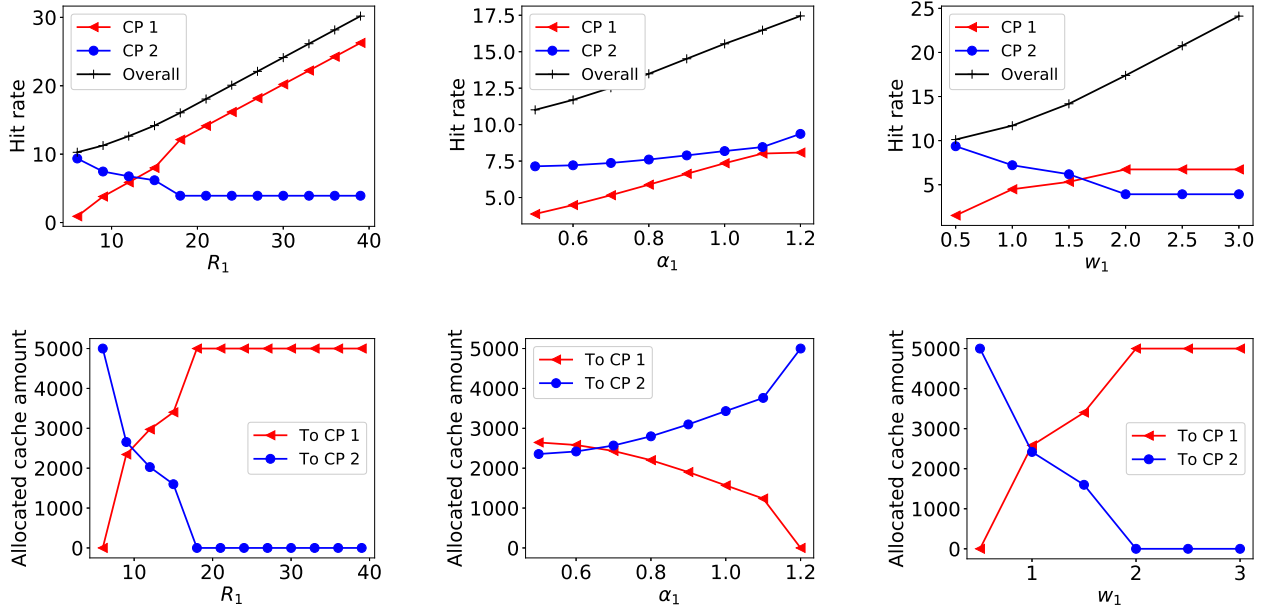 CP 1
CP 2
Overall
Hit rate
0
10
20
30
10
20
30
40
R1
CP 1
CP 2
Overall
Hit rate
5.0
7.5
10.0
12.5
15.0
17.5
0.6
0.8
1.0
1.2
α1
CP 1
CP 2
Overall
Hit rate
5
10
15
20
25
0.5
1.0
1.5
2.0
2.5
3.0
w1
To CP 1
To CP 2
Allocated cache amount
0
1000
2000
3000
4000
5000
10
20
30
40
R1
To CP 1
To CP 2
Allocated cache amount
0
1000
2000
3000
4000
5000
0.6
0.8
1.0
1.2
α1
To CP 1
To CP 2
Allocated cache amount
0
1000
2000
3000
4000
5000
1
2
3
w1